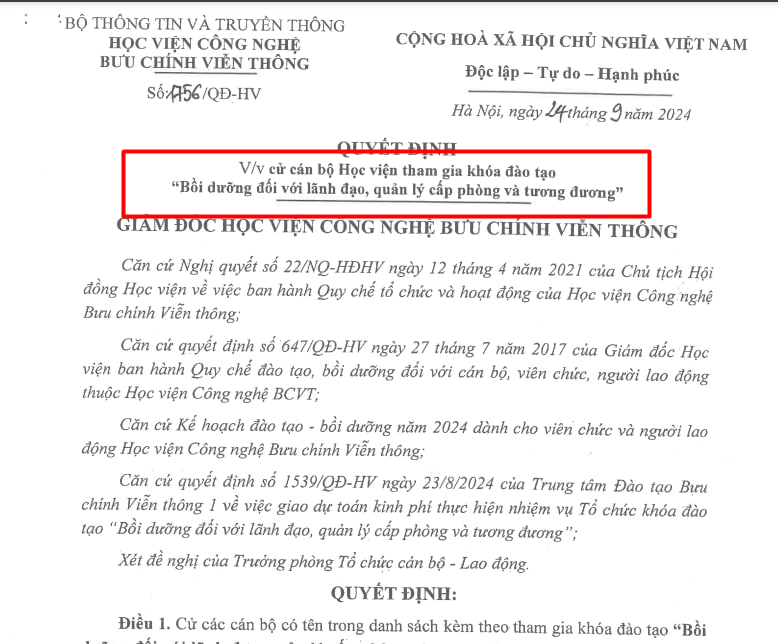 BỘ THÔNG TIN VÀ TRUYỀN THÔNG
HỌC VIỆN CÔNG NGHỆ
BƯU CHÍNH VIỄN THÔNG
Số:1756/QĐ-HV
CỘNG HOÀ XÃ HỘI CHỦ NGHĨA VIỆT NAM
Độc lập – Tự do – Hạnh phúc
Hà Nội, ngày 24 tháng 9 năm 2024
QUYẾT ĐỊNH
V/v cử cán bộ Học viện tham gia khóa đào tạo
“Bồi dưỡng đối với lãnh đạo, quản lý cấp phòng và tương đương”
GIÁM ĐỐC HỌC VIỆN CÔNG NGHỆ BƯU CHÍNH VIỄN THÔNG
Căn cứ Nghị quyết số 22/NQ-HĐHV ngày 12 tháng 4 năm 2021 của Chủ tịch Hội
đồng Học viện về việc ban hành Quy chế tổ chức và hoạt động của Học viện Công nghệ
Bưu chính Viễn thông;
Căn cứ quyết định số 647/QĐ-HV ngày 27 tháng 7 năm 2017 của Giám đốc Học
viện ban hành Quy chế đào tạo, bồi dưỡng đối với cán bộ, viên chức, người lao động
thuộc Học viện Công nghệ BCVT;
Căn cứ Kế hoạch đào tạo - bồi dưỡng năm 2024 dành cho viên chức và người lao
động Học viện Công nghệ Bưu chính Viễn thông;
Căn cứ quyết định số 1539/QĐ-HV ngày 23/8/2024 của Trung tâm Đào tạo Bưu
chính Viễn thông 1 về việc giao dự toán kinh phí thực hiện nhiệm vụ Tổ chức khóa đào
tạo “Bồi dưỡng đối với lãnh đạo, quản lý cấp phòng và tương đương”;
Xét đề nghị của Trưởng phòng Tổ chức cán bộ - Lao động.
QUYẾT ĐỊNH:
Điều 1. Cử các cán bộ có tên trong danh sách kèm theo tham gia khóa đào tạo “Bồi